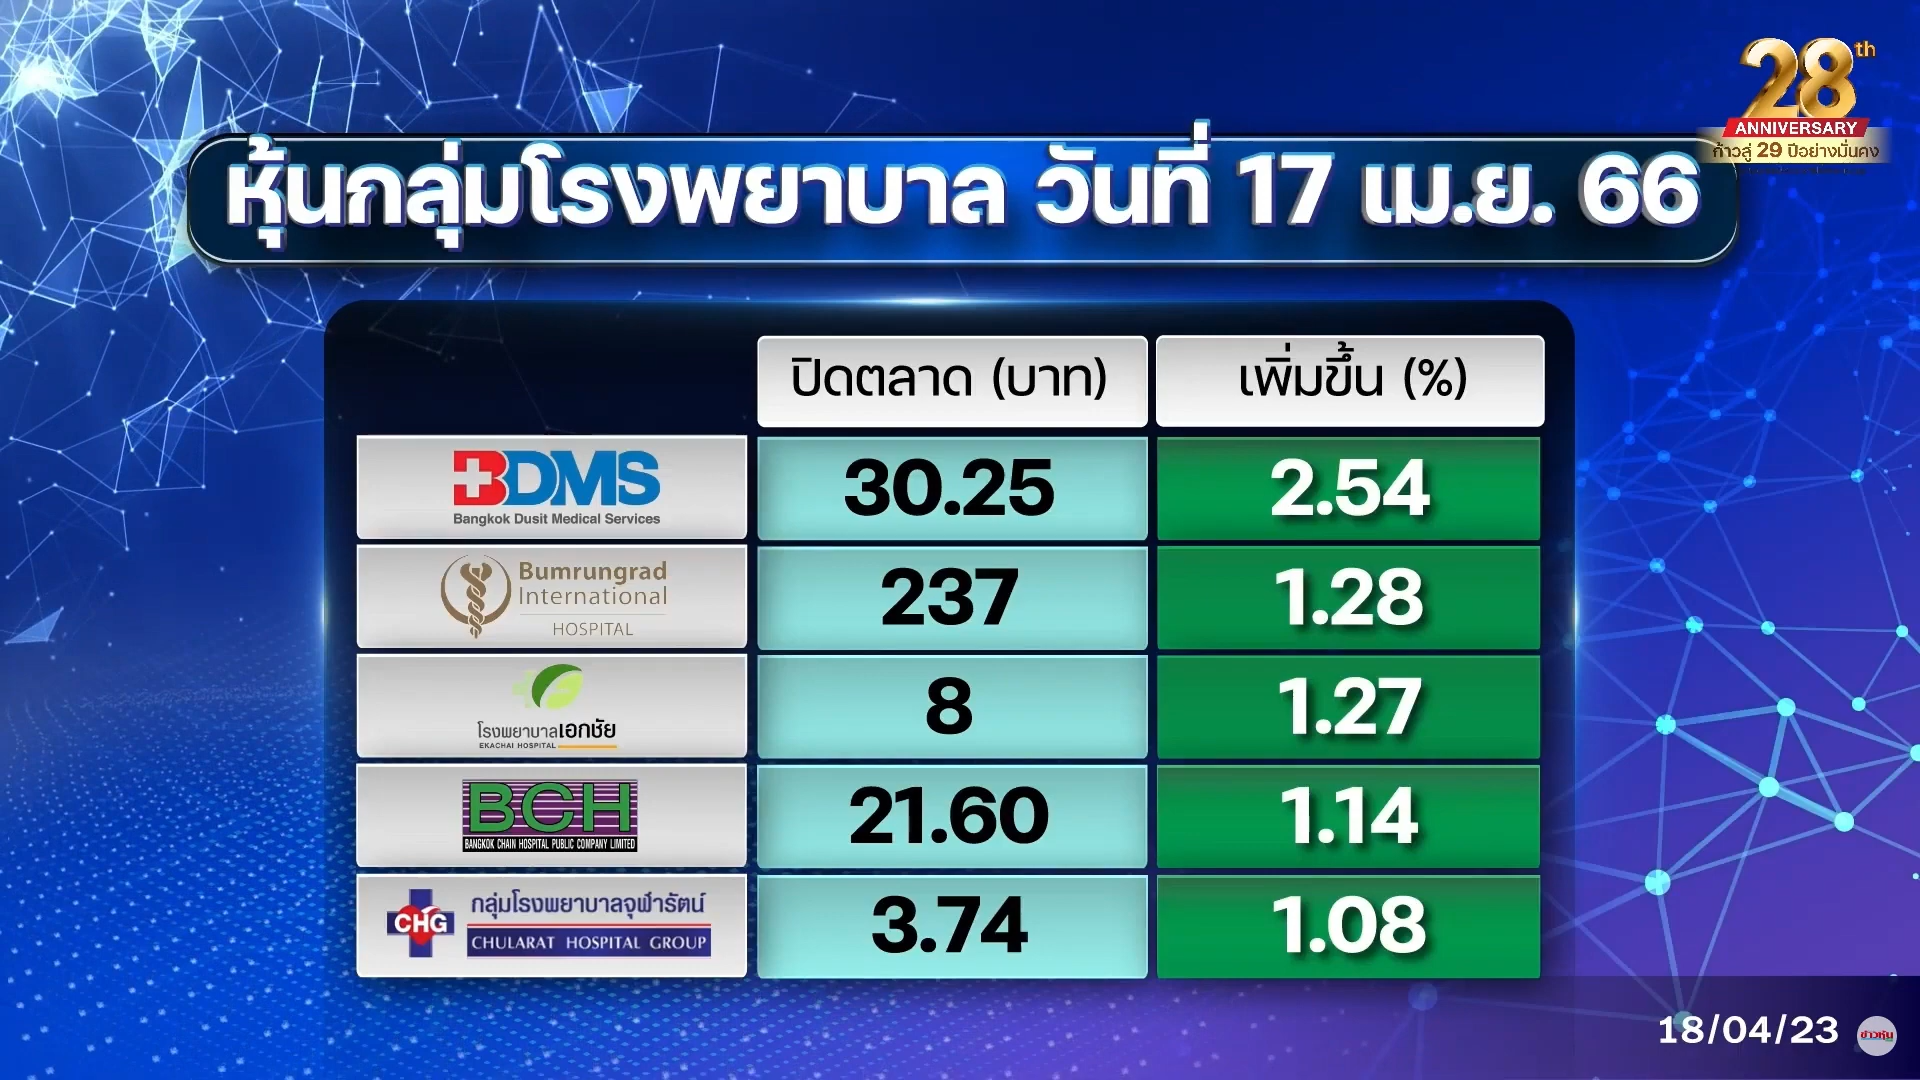 28th
ANNIVERSARY
ก้าวสู่ 29 ปีอย่างมั่นคง
หุ้นกลุ่มโรงพยาบาล วันที่ 17 เม.ย. 66
ปิดตลาด (บาท) เพิ่มขึ้น (%)
BDMS
Bangkok Dusit Medical Services
30.25 2.54
Bumrungrad
International
HOSPITAL
237 1.28
โรงพยาบาลเอกชัย
EKACHAI HOSPITAL
8 1.27
BCH
BANGKOK CHAIN HOSPITAL PUBLIC COMPANY LIMITED
21.60 1.14
CHG
กลุ่มโรงพยาบาลจุฬารัตน์
CHULARAT HOSPITAL GROUP
3.74 1.08
18/04/23
ข่าวหุ้น